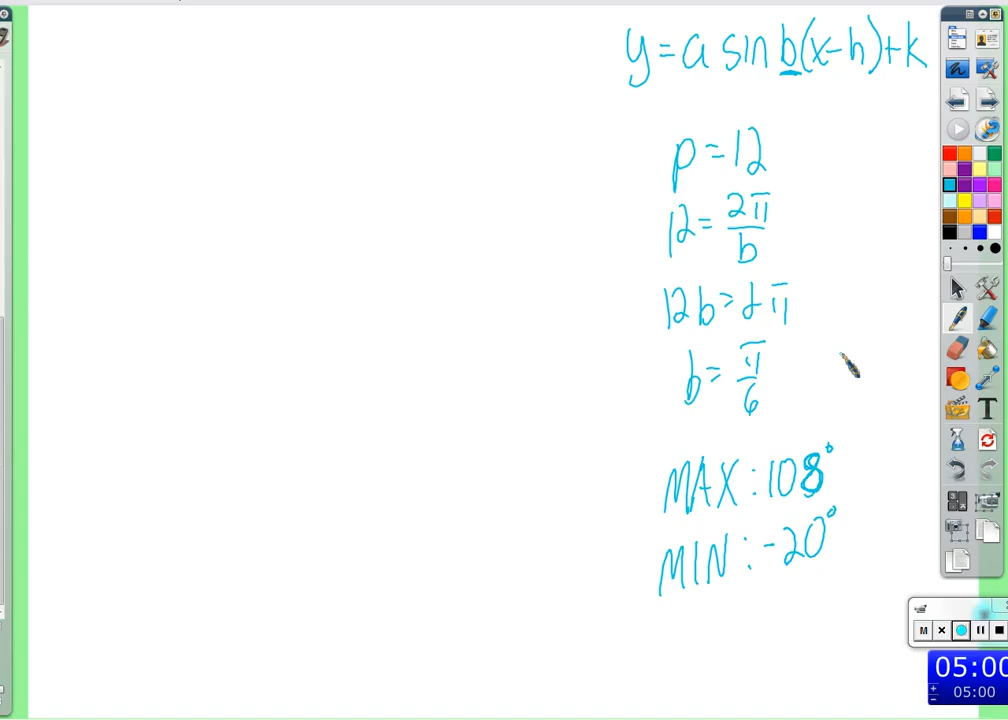 y = a sin b(x-h)+k
p = 12
12 = 2π/b
12b = 2π
b = π/6
MAX : 108°
MIN : -20°
T
M
05:00
05:00